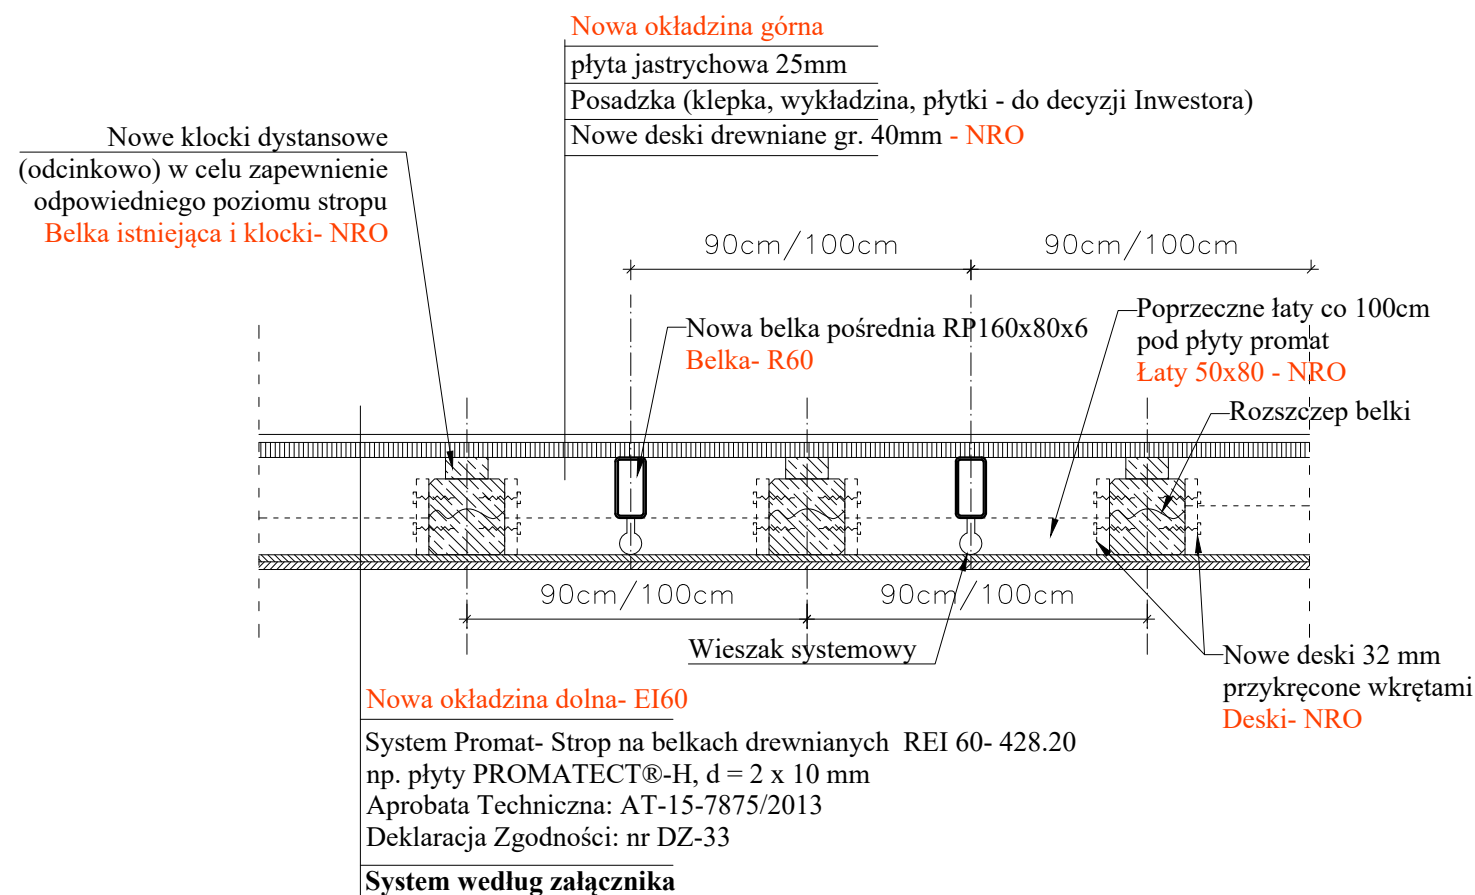 Nowa okładzina górna
płyta jastrychowa 25mm
Posadzka (klepka, wykładzina, płytki - do decyzji Inwestora)
Nowe deski drewniane gr. 40mm - NRO
Nowe klocki dystansowe
(odcinkowo) w celu zapewnienie
odpowiedniego poziomu stropu
Belka istniejąca i klocki- NRO
90cm/100cm
90cm/100cm
Nowa belka pośrednia RP160x80x6
Belka- R60
Poprzeczne łaty co 100cm
pod płyty promat
Łaty 50x80 - NRO
Rozszczep belki
90cm/100cm
90cm/100cm
Wieszak systemowy
Nowe deski 32 mm
przykręcone wkrętami
Deski- NRO
Nowa okładzina dolna- EI60
System Promat- Strop na belkach drewnianych REI 60- 428.20
np. płyty PROMATECT®-H, d = 2 x 10 mm
Aprobata Techniczna: AT-15-7875/2013
Deklaracja Zgodności: nr DZ-33
System według załącznika